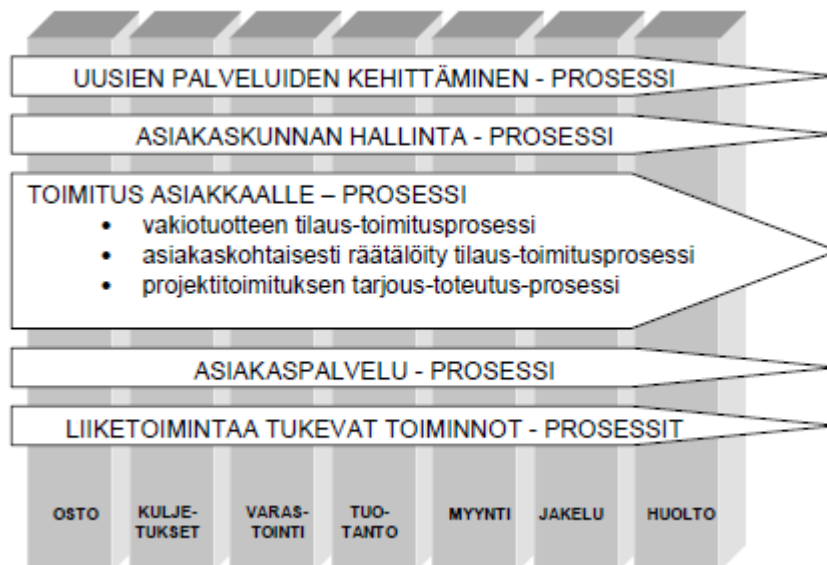 UUSIEN PALVELUIDEN KEHITTÄMINEN - PROSESSI
ASIAKASKUNNAN HALLINTA - PROSESSI
TOIMITUS ASIAKKAALLE – PROSESSI
• vakiotuotteen tilaus-toimitusprosessi
• asiakaskohtaisesti räätälöity tilaus-toimitusprosessi
• projektitoimituksen tarjous-toteutus-prosessi
ASIAKASPALVELU - PROSESSI
LIIKETOIMINTAA TUKEVAT TOIMINNOT - PROSESSIT
OSTO
KULJE-
TUKSET
VARAS-
TOINTI
TUO-
TANTO
MYYNTI
JAKELU
HUOLTO